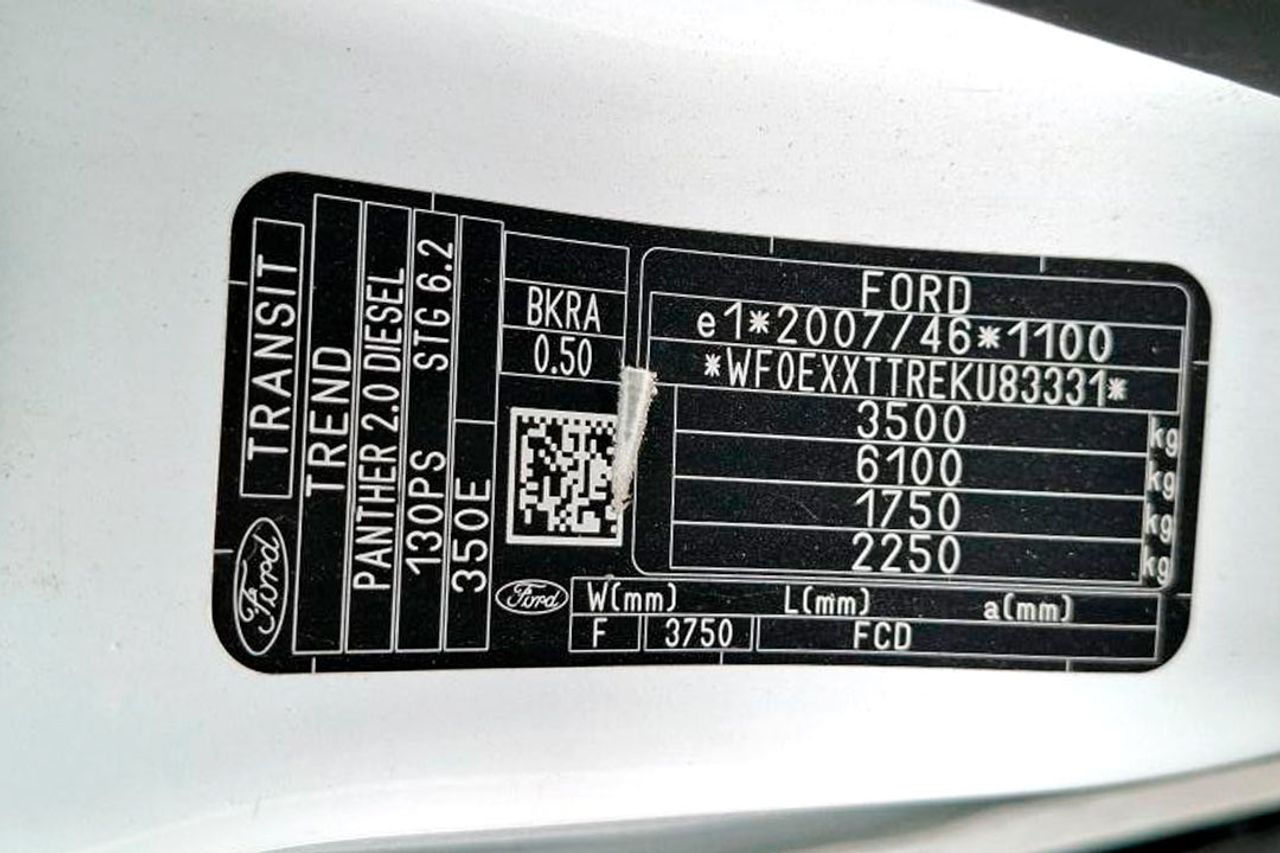 TRANSIT
TREND
PANTHER 2.0 DIESEL
130PS STG 6.2
350E
BKRA
0.50
FORD
e1*2007/46*1100
*WF0EXXTTREKU83331*
3500 kg
6100 kg
1750 kg
2250 kg
Ford
Ford
W(mm) L(mm) a(mm)
F 3750 FCD